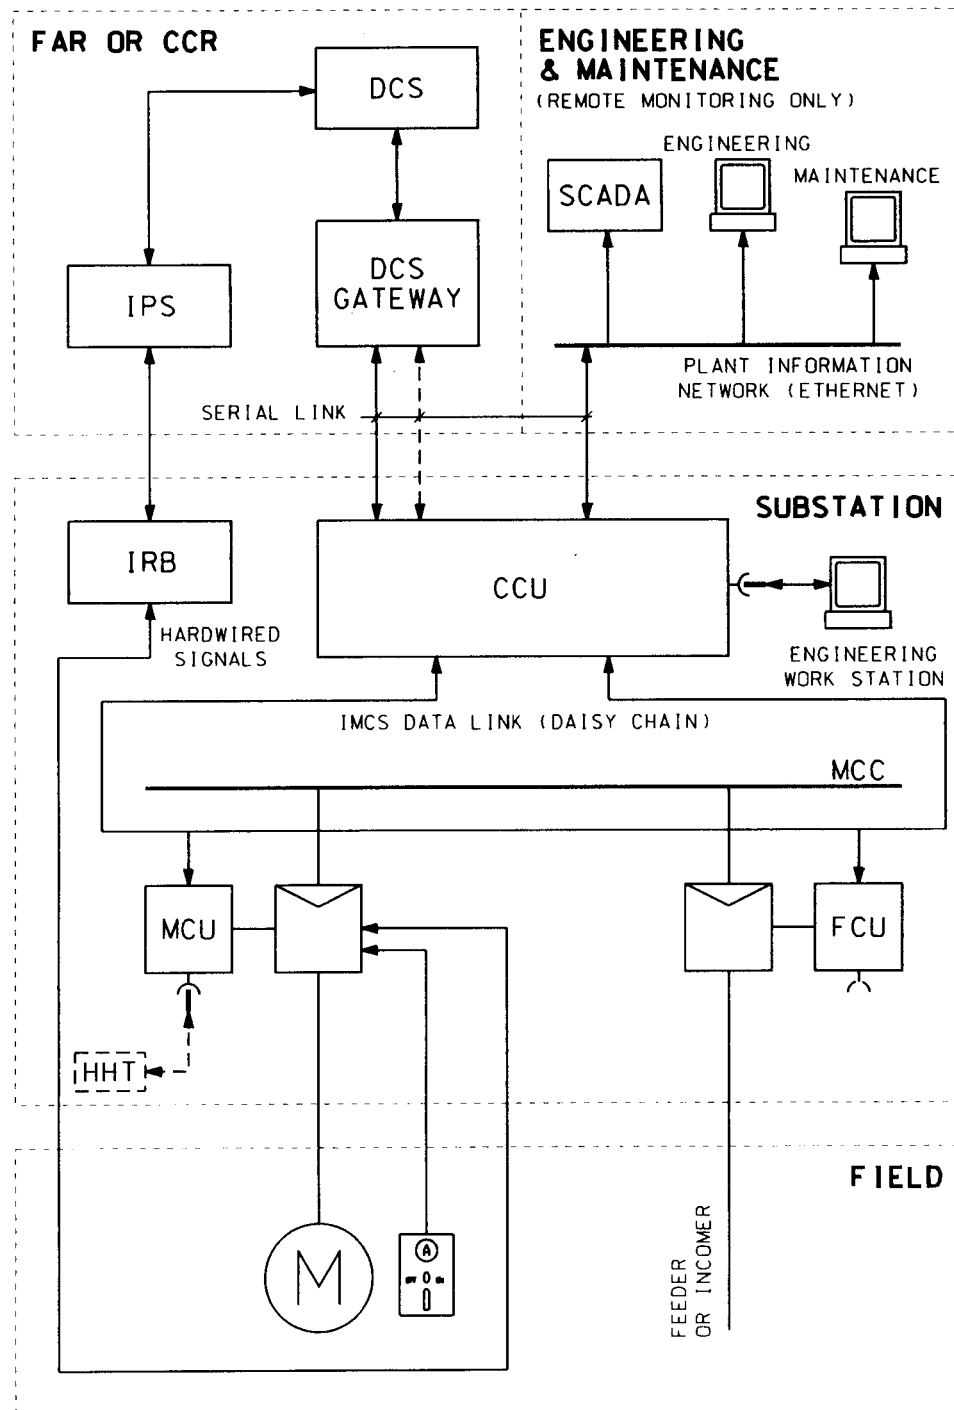 FAR OR CCR
DCS
IPS
DCS
GATEWAY
SERIAL LINK
ENGINEERING
& MAINTENANCE
(REMOTE MONITORING ONLY)
ENGINEERING
SCADA
MAINTENANCE
PLANT INFORMATION
NETWORK (ETHERNET)
SUBSTATION
IRB
CCU
HARDWIRED
SIGNALS
ENGINEERING
WORK STATION
IMCS DATA LINK (DAISY CHAIN)
MCC
MCU
FCU
HHT
FIELD
M
A
FEEDER
OR INCOMER